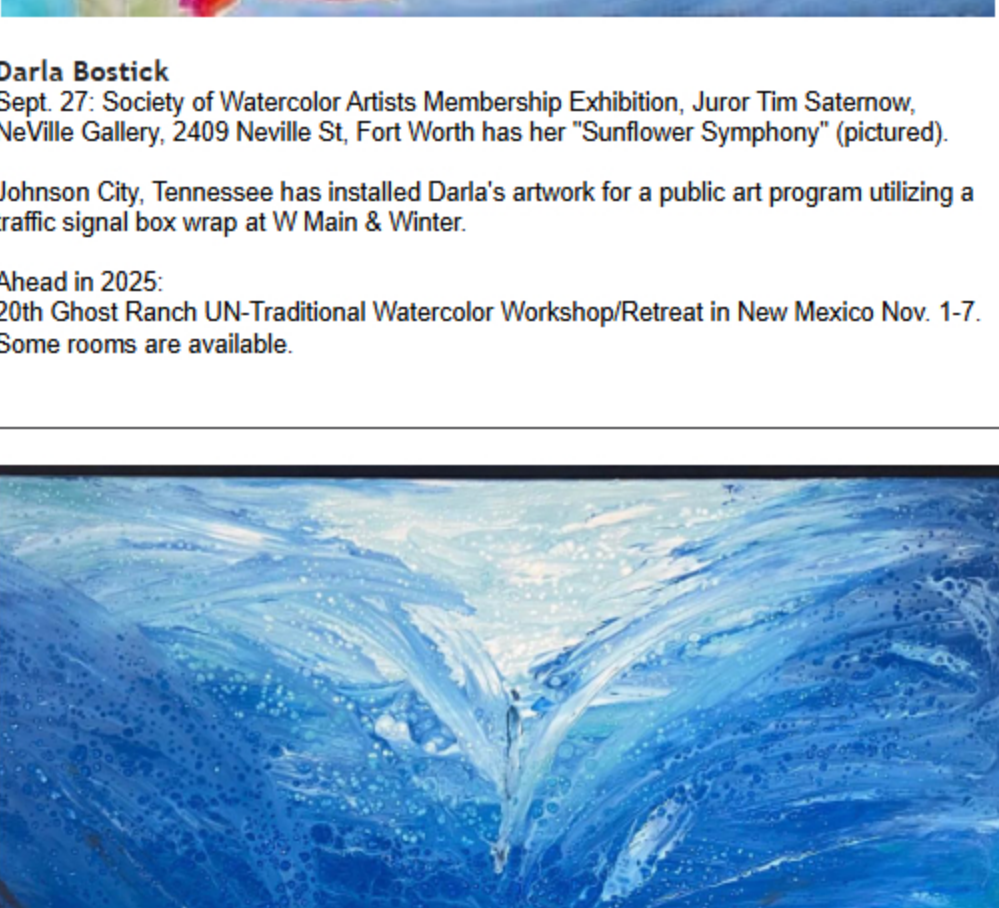 Darla Bostick
Sept. 27: Society of Watercolor Artists Membership Exhibition, Juror Tim Saternow,
NeVille Gallery, 2409 Neville St, Fort Worth has her "Sunflower Symphony" (pictured).
Johnson City, Tennessee has installed Darla's artwork for a public art program utilizing a
traffic signal box wrap at W Main & Winter.
Ahead in 2025:
20th Ghost Ranch UN-Traditional Watercolor Workshop/Retreat in New Mexico Nov. 1-7.
Some rooms are available.